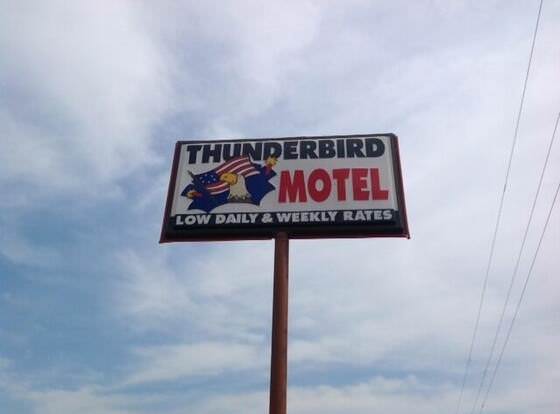 THUNDERBIRD
MOTEL
LOW DAILY & WEEKLY RATES